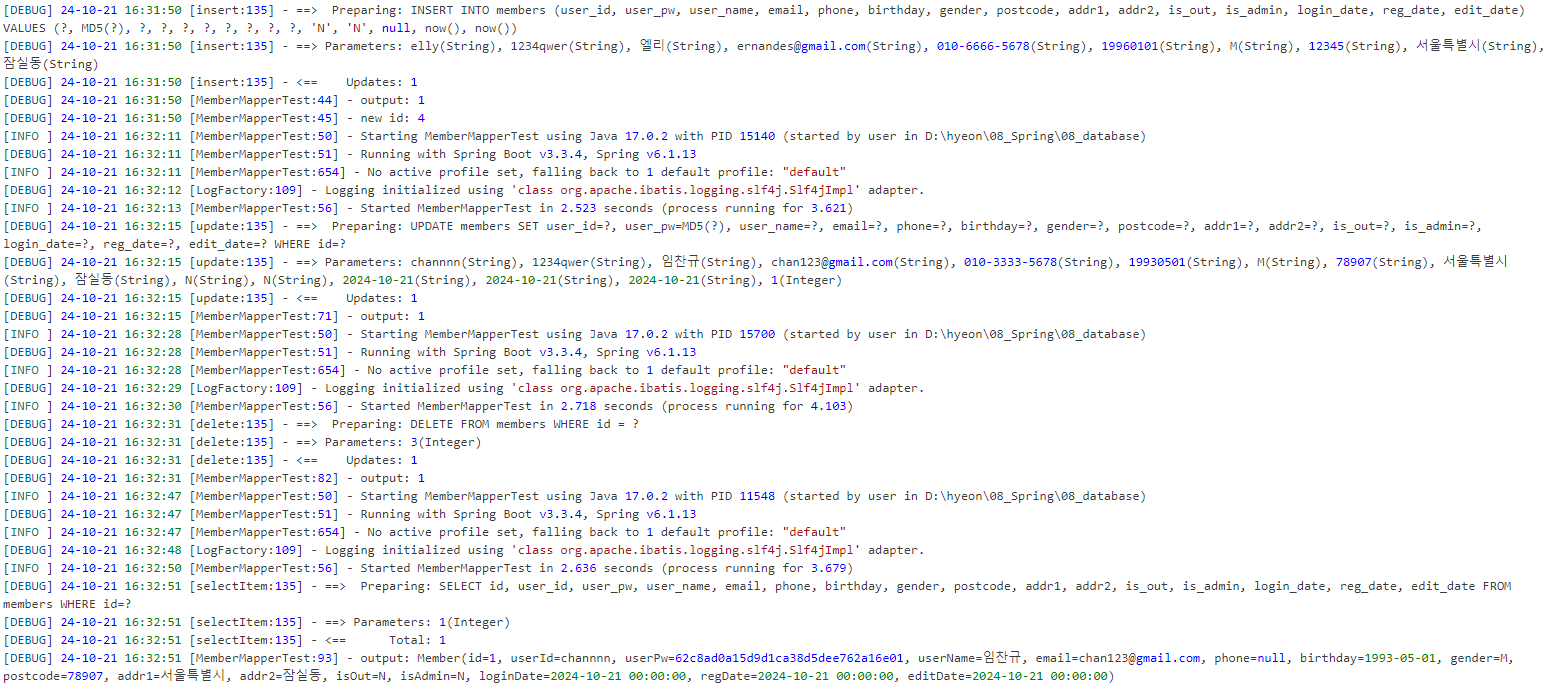 [DEBUG] 24-10-21 16:31:50 [insert:135] - ==>  Preparing: INSERT INTO members (user_id, user_pw, user_name, email, phone, birthday, gender, postcode, addr1, addr2, is_out, is_admin, login_date, reg_date, edit_date)
VALUES (?, MD5(?), ?, ?, ?, ?, ?, ?, ?, ?, 'N', 'N', null, now(), now())
[DEBUG] 24-10-21 16:31:50 [insert:135] - ==> Parameters: elly(String), 1234qwer(String), 엘리(String), ernandes@gmail.com(String), 010-6666-5678(String), 19960101(String), M(String), 12345(String), 서울특별시(String),
잠실동(String)
[DEBUG] 24-10-21 16:31:50 [insert:135] - <==    Updates: 1
[DEBUG] 24-10-21 16:31:50 [MemberMapperTest:44] - output: 1
[DEBUG] 24-10-21 16:31:50 [MemberMapperTest:45] - new id: 4
[INFO ] 24-10-21 16:32:11 [MemberMapperTest:50] - Starting MemberMapperTest using Java 17.0.2 with PID 15140 (started by user in D:\hyeon\08_Spring\08_database)
[DEBUG] 24-10-21 16:32:11 [MemberMapperTest:51] - Running with Spring Boot v3.3.4, Spring v6.1.13
[INFO ] 24-10-21 16:32:11 [MemberMapperTest:654] - No active profile set, falling back to 1 default profile: "default"
[DEBUG] 24-10-21 16:32:12 [LogFactory:109] - Logging initialized using 'class org.apache.ibatis.logging.slf4j.Slf4jImpl' adapter.
[INFO ] 24-10-21 16:32:13 [MemberMapperTest:56] - Started MemberMapperTest in 2.523 seconds (process running for 3.621)
[DEBUG] 24-10-21 16:32:15 [update:135] - ==>  Preparing: UPDATE members SET user_id=?, user_pw=MD5(?), user_name=?, email=?, phone=?, birthday=?, gender=?, postcode=?, addr1=?, addr2=?, is_out=?, is_admin=?,
login_date=?, reg_date=?, edit_date=? WHERE id=?
[DEBUG] 24-10-21 16:32:15 [update:135] - ==> Parameters: channnn(String), 1234qwer(String), 임찬규(String), chan123@gmail.com(String), 010-3333-5678(String), 19930501(String), M(String), 78907(String), 서울특별시
(String), 잠실동(String), N(String), N(String), 2024-10-21(String), 2024-10-21(String), 2024-10-21(String), 1(Integer)
[DEBUG] 24-10-21 16:32:15 [update:135] - <==    Updates: 1
[DEBUG] 24-10-21 16:32:15 [MemberMapperTest:71] - output: 1
[INFO ] 24-10-21 16:32:28 [MemberMapperTest:50] - Starting MemberMapperTest using Java 17.0.2 with PID 15700 (started by user in D:\hyeon\08_Spring\08_database)
[DEBUG] 24-10-21 16:32:28 [MemberMapperTest:51] - Running with Spring Boot v3.3.4, Spring v6.1.13
[INFO ] 24-10-21 16:32:28 [MemberMapperTest:654] - No active profile set, falling back to 1 default profile: "default"
[DEBUG] 24-10-21 16:32:29 [LogFactory:109] - Logging initialized using 'class org.apache.ibatis.logging.slf4j.Slf4jImpl' adapter.
[INFO ] 24-10-21 16:32:30 [MemberMapperTest:56] - Started MemberMapperTest in 2.718 seconds (process running for 4.103)
[DEBUG] 24-10-21 16:32:31 [delete:135] - ==>  Preparing: DELETE FROM members WHERE id = ?
[DEBUG] 24-10-21 16:32:31 [delete:135] - ==> Parameters: 3(Integer)
[DEBUG] 24-10-21 16:32:31 [delete:135] - <==    Updates: 1
[DEBUG] 24-10-21 16:32:31 [MemberMapperTest:82] - output: 1
[INFO ] 24-10-21 16:32:47 [MemberMapperTest:50] - Starting MemberMapperTest using Java 17.0.2 with PID 11548 (started by user in D:\hyeon\08_Spring\08_database)
[DEBUG] 24-10-21 16:32:47 [MemberMapperTest:51] - Running with Spring Boot v3.3.4, Spring v6.1.13
[INFO ] 24-10-21 16:32:47 [MemberMapperTest:654] - No active profile set, falling back to 1 default profile: "default"
[DEBUG] 24-10-21 16:32:48 [LogFactory:109] - Logging initialized using 'class org.apache.ibatis.logging.slf4j.Slf4jImpl' adapter.
[INFO ] 24-10-21 16:32:50 [MemberMapperTest:56] - Started MemberMapperTest in 2.636 seconds (process running for 3.679)
[DEBUG] 24-10-21 16:32:51 [selectItem:135] - ==>  Preparing: SELECT id, user_id, user_pw, user_name, email, phone, birthday, gender, postcode, addr1, addr2, is_out, is_admin, login_date, reg_date, edit_date FROM
members WHERE id=?
[DEBUG] 24-10-21 16:32:51 [selectItem:135] - ==> Parameters: 1(Integer)
[DEBUG] 24-10-21 16:32:51 [selectItem:135] - <==      Total: 1
[DEBUG] 24-10-21 16:32:51 [MemberMapperTest:93] - output: Member(id=1, userId=channnn, userPw=62c8ad0a15d9d1ca38d5dee762a16e01, userName=임찬규, email=chan123@gmail.com, phone=null, birthday=1993-05-01, gender=M,
postcode=78907, addr1=서울특별시, addr2=잠실동, isOut=N, isAdmin=N, loginDate=2024-10-21 00:00:00, regDate=2024-10-21 00:00:00, editDate=2024-10-21 00:00:00)